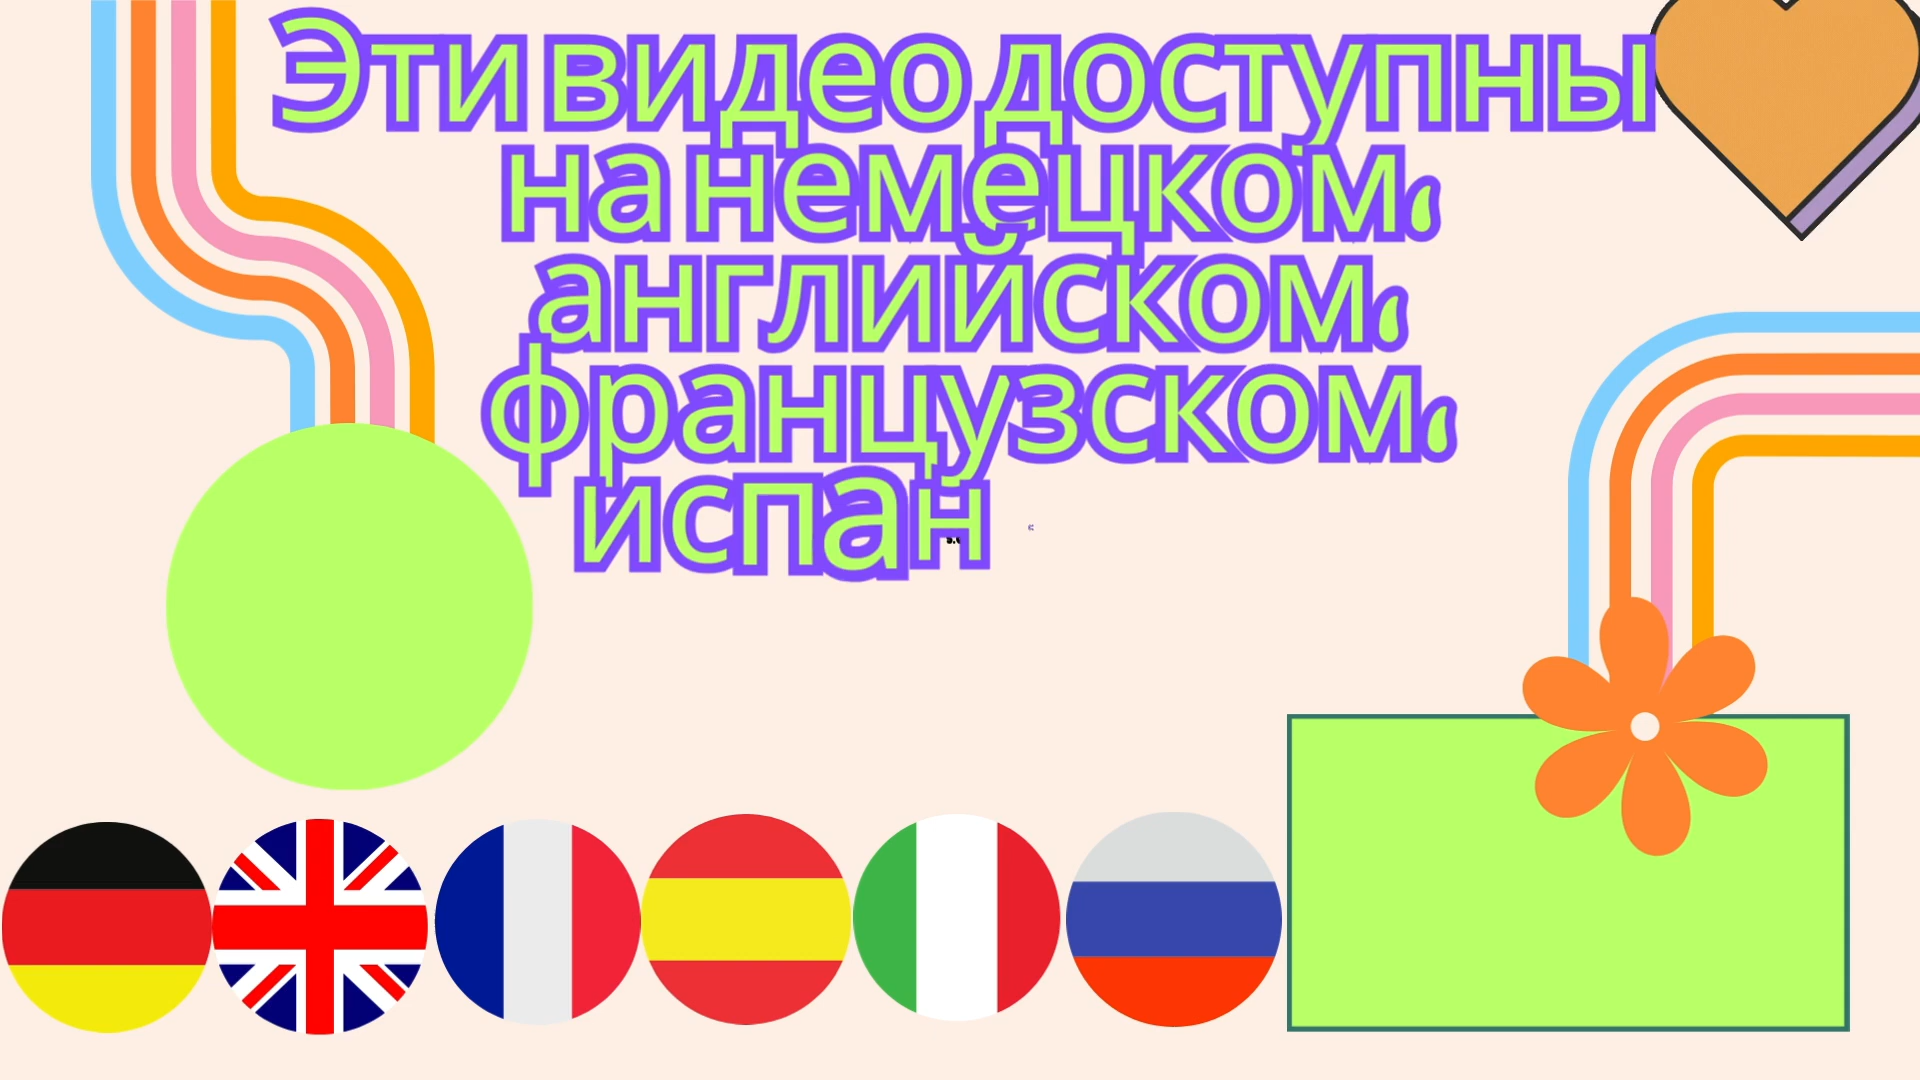 Эти видео доступны
на немецком,
английском,
французском,
испан